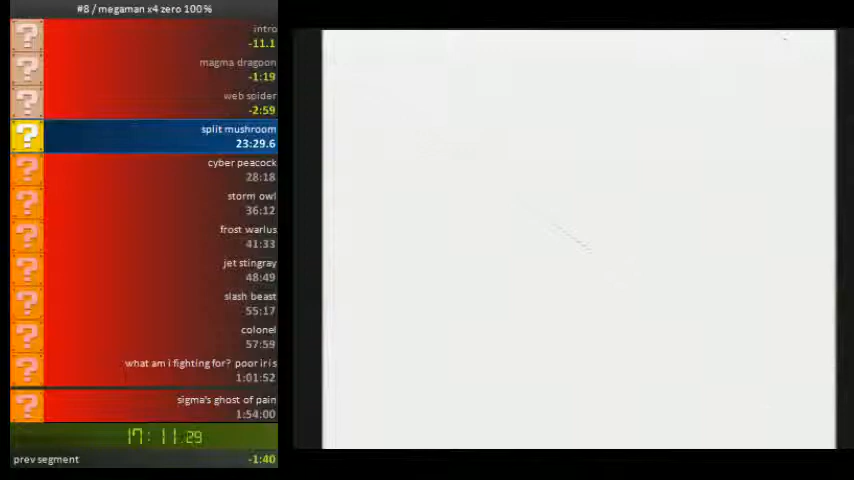 #8 / megaman x4 zero 100%
intro
-11.1
magma dragoon
-1:19
web spider
-2:59
split mushroom
23:29.6
cyber peacock
28:18
storm owl
36:12
frost warlus
41:33
jet stingray
48:49
slash beast
55:17
colonel
57:59
what am i fighting for? poor iris
1:01:52
sigma's ghost of pain
1:54:00
17:11.29
prev segment -1:40